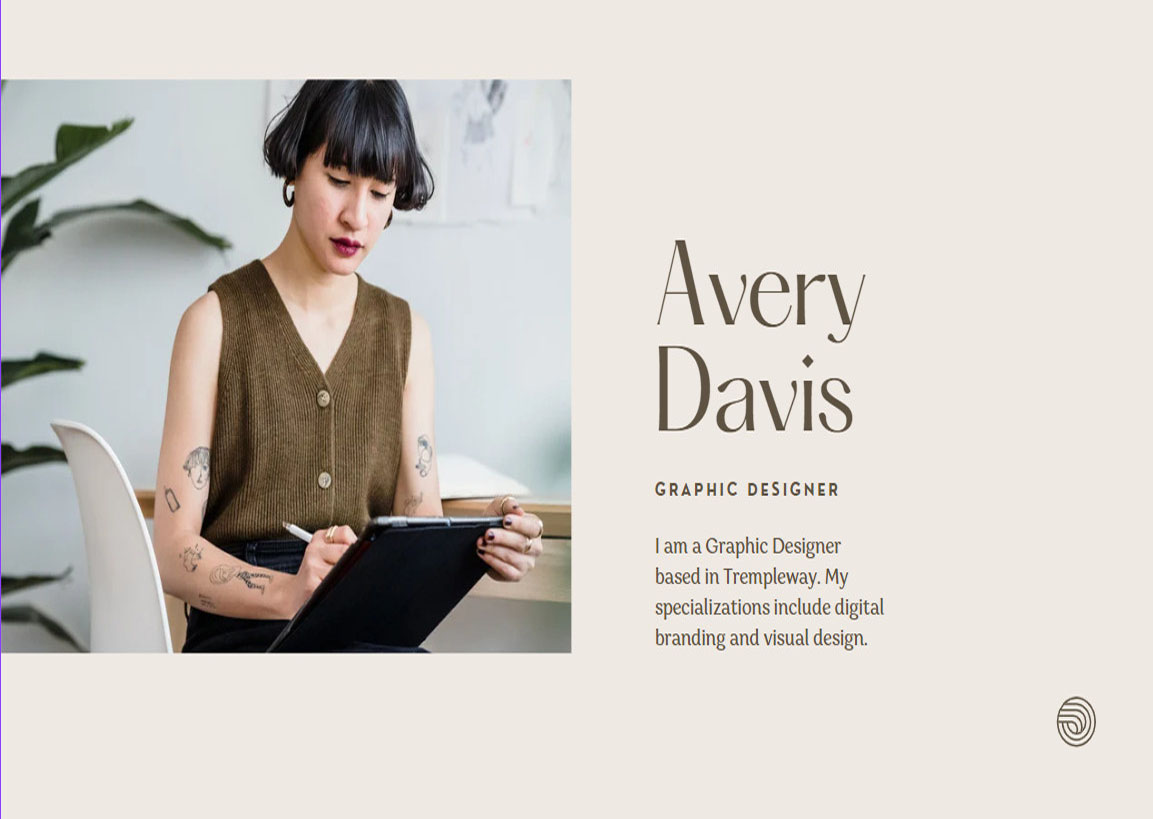 Avery
Davis
GRAPHIC DESIGNER
I am a Graphic Designer
based in Trempleway. My
specializations include digital
branding and visual design.